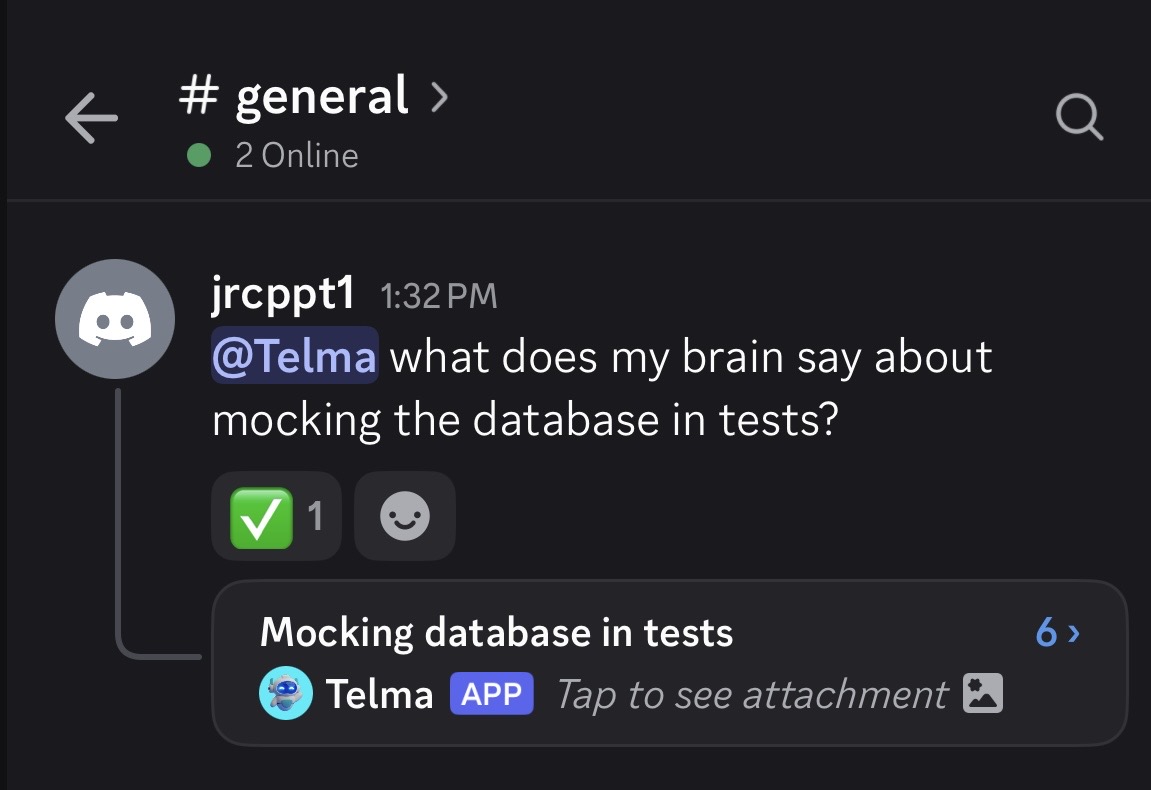 # general >
2 Online
jrcppt1 1:32 PM
@Telma what does my brain say about
mocking the database in tests?
✅ 1
Mocking database in tests 6 ›
Telma APP Tap to see attachment